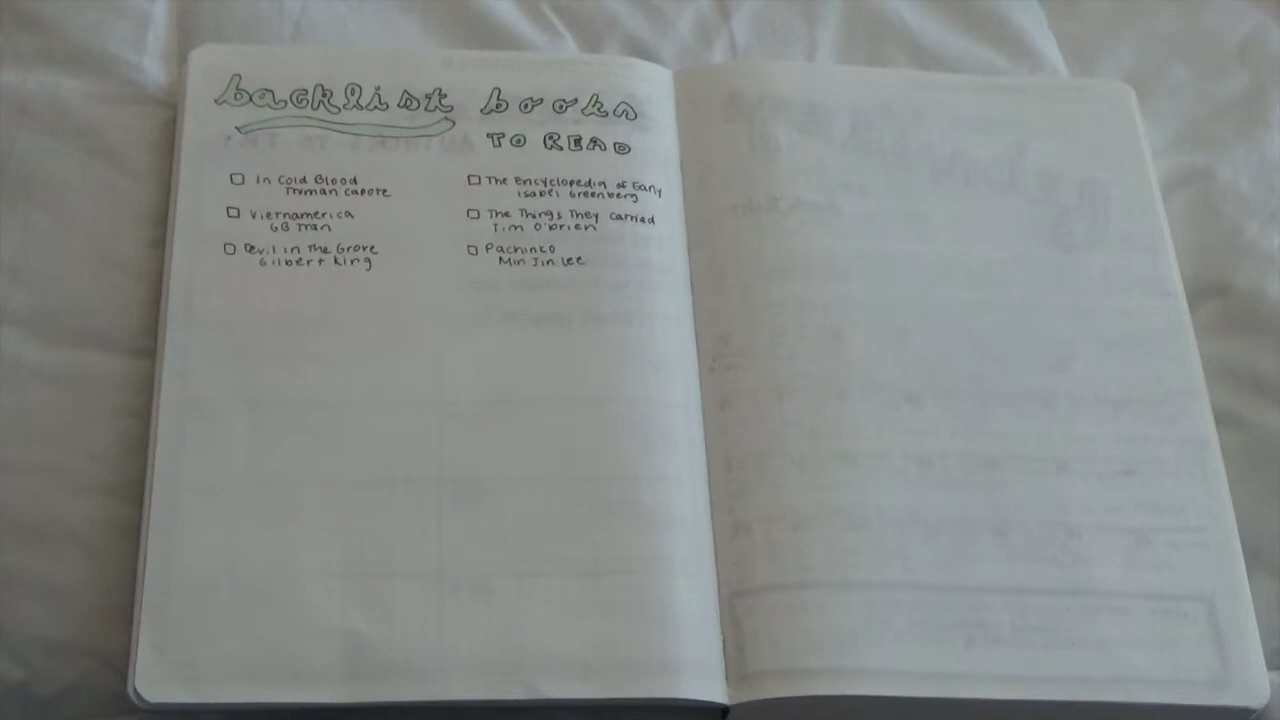 backlist books
TO READ
In Cold Blood
Truman Capote
Vietnamerica
GB Tran
Devil in the Grove
Gilbert King
The Encyclopedia of Early
Isabel Greenberg
The Things They Carried
Tim O'Brien
Pachinko
Min Jin Lee